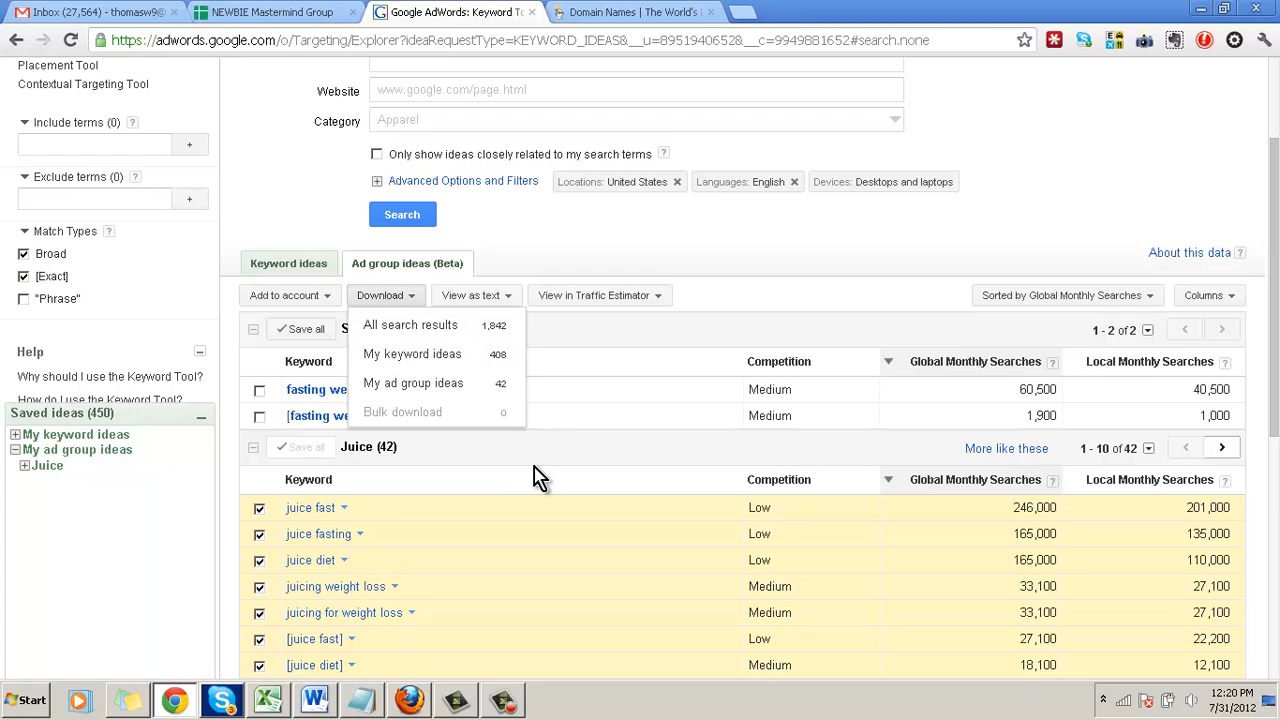 Inbox (27,564) - thomasw9@
NEWBIE Mastermind Group
Google AdWords: Keyword To
Domain Names | The World's
https://adwords.google.com/o/Targeting/Explorer?ideaRequestType=KEYWORD_IDEAS&__u=8951940652&__c=9949881652#search.none
Placement Tool
Contextual Targeting Tool
Website www.google.com/page.html
Category Apparel
Include terms (0) ?
+
Only show ideas closely related to my search terms ?
Exclude terms (0) ?
+
Advanced Options and Filters Locations: United States Languages: English Devices: Desktops and laptops
Search
Match Types ?
Broad
[Exact]
"Phrase"
About this data ?
Keyword ideas Ad group ideas (Beta)
Add to account Download View as text View in Traffic Estimator Sorted by Global Monthly Searches Columns
All search results 1,842
My keyword ideas 408
My ad group ideas 42
Bulk download 0
Save all S 1 - 2 of 2
Keyword Competition Global Monthly Searches ? Local Monthly Searches ?
fasting we Medium 60,500 40,500
[fasting we Medium 1,900 1,000
Help
Why should I use the Keyword Tool?
How do I use the Keyword Tool?
Saved ideas (450)
My keyword ideas
My ad group ideas
Juice
Save all Juice (42) More like these 1 - 10 of 42
Keyword Competition Global Monthly Searches ? Local Monthly Searches ?
juice fast Low 246,000 201,000
juice fasting Low 165,000 135,000
juice diet Low 165,000 110,000
juicing weight loss Medium 33,100 27,100
juicing for weight loss Medium 33,100 27,100
[juice fast] Low 27,100 22,200
[juice diet] Medium 18,100 12,100
Start
12:20 PM
7/31/2012